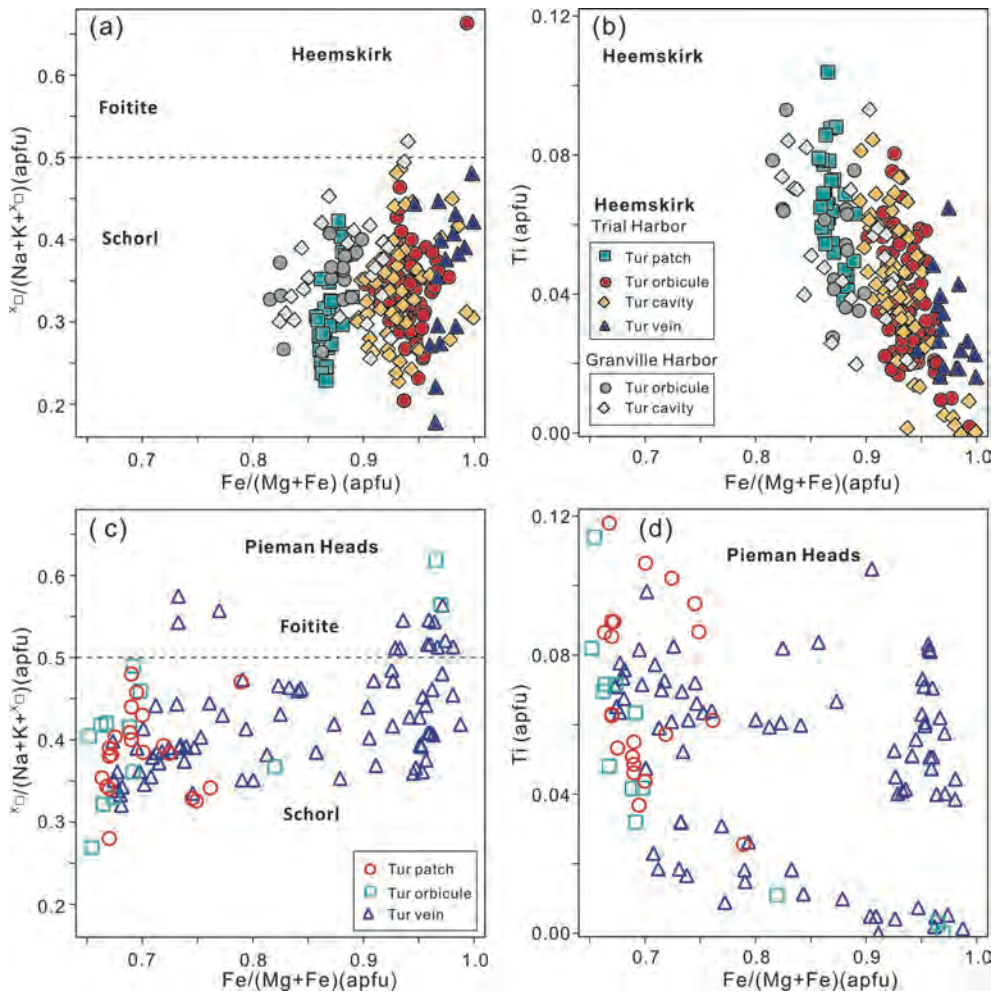 (a)
Heemskirk
Foitite
Schorl
ˣ□/(Na+K+ˣ□)(apfu)
0.6
0.5
0.4
0.3
0.2
0.7
0.8
0.9
1.0
Fe/(Mg+Fe) (apfu)
(b)
Heemskirk
Heemskirk
Trial Harbor
Tur patch
Tur orbicule
Tur cavity
Tur vein
Granville Harbor
Tur orbicule
Tur cavity
Ti (apfu)
0.12
0.08
0.04
0.00
0.7
0.8
0.9
1.0
Fe/(Mg+Fe)(apfu)
( c )
Pieman Heads
Foitite
Schorl
Tur patch
Tur orbicule
Tur vein
ˣ□/(Na+K+ˣ□)(apfu)
0.6
0.5
0.4
0.3
0.2
0.7
0.8
0.9
1.0
Fe/(Mg+Fe)(apfu)
( d )
Pieman Heads
Ti (apfu)
0.12
0.08
0.04
0.00
0.7
0.8
0.9
1.0
Fe/(Mg+Fe)(apfu)